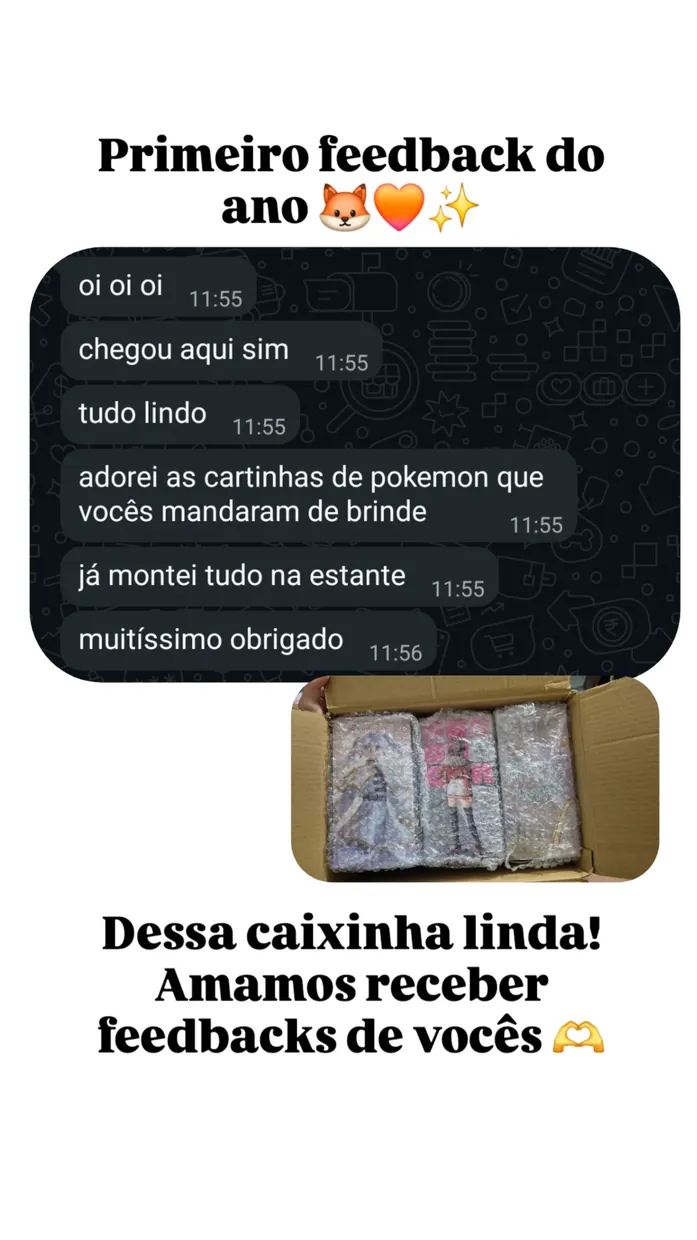 Primeiro feedback do
ano 🦊🧡✨
oi oi oi 11:55
chegou aqui sim 11:55
tudo lindo 11:55
adorei as cartinhas de pokemon que
vocês mandaram de brinde 11:55
já montei tudo na estante 11:55
muitíssimo obrigado 11:56
Dessa caixinha linda!
Amamos receber
feedbacks de vocês 🫶